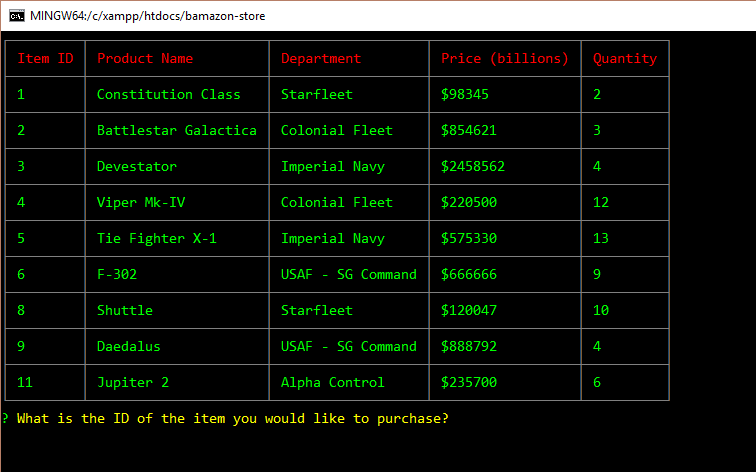 MINGW64:/c/xampp/htdocs/bamazon-store
Item ID Product Name Department Price (billions) Quantity
1 Constitution Class Starfleet $98345 2
2 Battlestar Galactica Colonial Fleet $854621 3
3 Devestator Imperial Navy $2458562 4
4 Viper Mk-IV Colonial Fleet $220500 12
5 Tie Fighter X-1 Imperial Navy $575330 13
6 F-302 USAF - SG Command $666666 9
8 Shuttle Starfleet $120047 10
9 Daedalus USAF - SG Command $888792 4
11 Jupiter 2 Alpha Control $235700 6
? What is the ID of the item you would like to purchase?